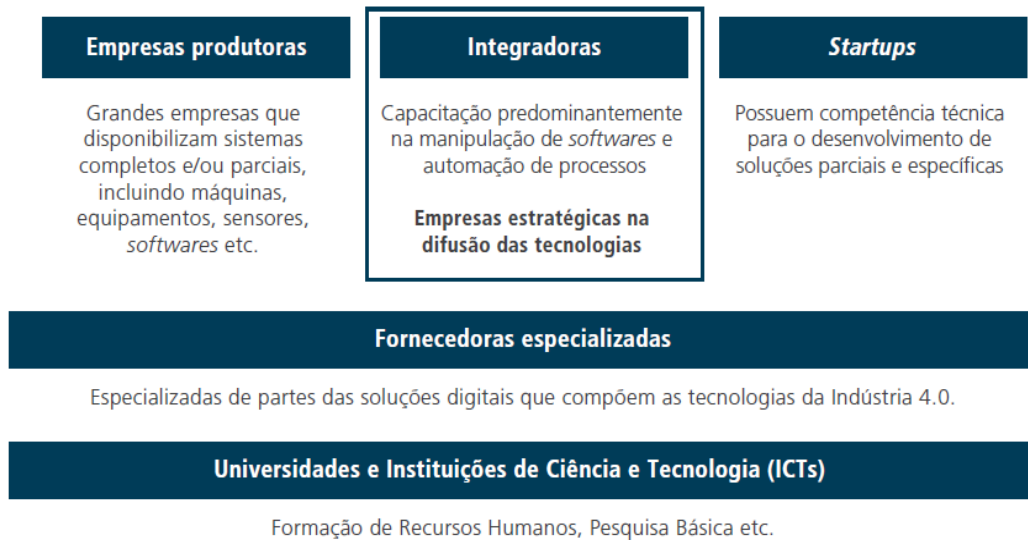 Empresas produtoras
Grandes empresas que
disponibilizam sistemas
completos e/ou parciais,
incluindo máquinas,
equipamentos, sensores,
softwares etc.
Integradoras
Capacitação predominantemente
na manipulação de softwares e
automação de processos
Empresas estratégicas na
difusão das tecnologias
Startups
Possuem competência técnica
para o desenvolvimento de
soluções parciais e específicas
Fornecedoras especializadas
Especializadas de partes das soluções digitais que compõem as tecnologias da Indústria 4.0.
Universidades e Instituições de Ciência e Tecnologia (ICTs)
Formação de Recursos Humanos, Pesquisa Básica etc.